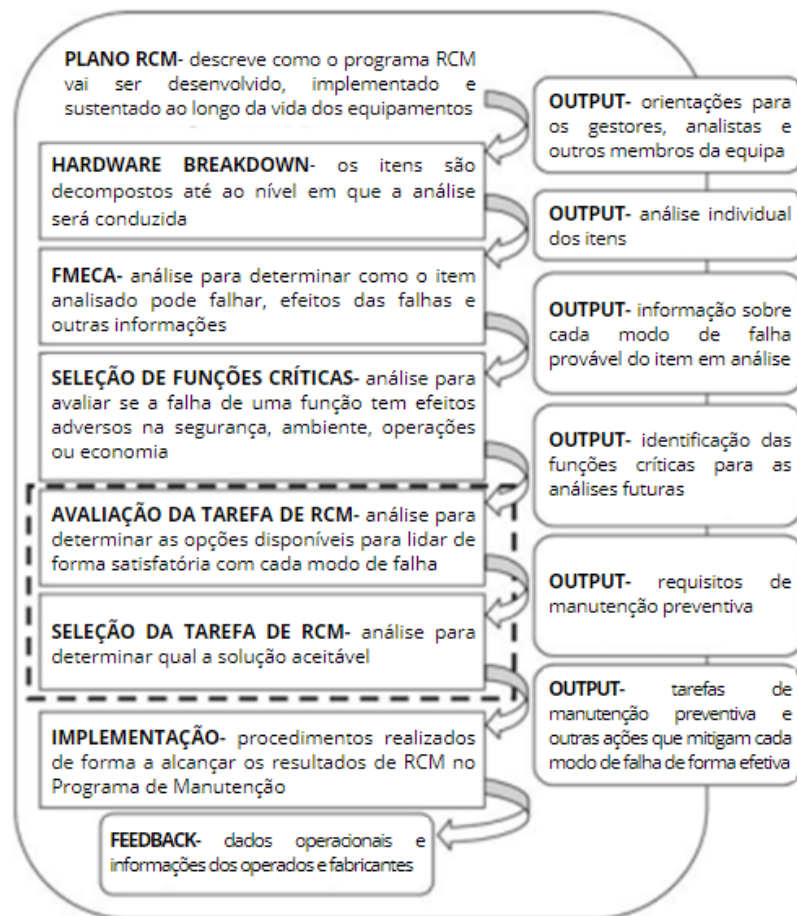 PLANO RCM- descreve como o programa RCM
vai ser desenvolvido, implementado e
sustentado ao longo da vida dos equipamentos
OUTPUT- orientações para
os gestores, analistas e
outros membros da equipa
HARDWARE BREAKDOWN- os itens são
decompostos até ao nível em que a análise
será conduzida
OUTPUT- análise individual
dos itens
FMECA- análise para determinar como o item
analisado pode falhar, efeitos das falhas e
outras informações
OUTPUT- informação sobre
cada modo de falha
provável do item em análise
SELEÇÃO DE FUNÇÕES CRÍTICAS- análise para
avaliar se a falha de uma função tem efeitos
adversos na segurança, ambiente, operações
ou economia
OUTPUT- identificação das
funções críticas para as
análises futuras
AVALIAÇÃO DA TAREFA DE RCM- análise para
determinar as opções disponíveis para lidar de
forma satisfatória com cada modo de falha
OUTPUT- requisitos de
manutenção preventiva
SELEÇÃO DA TAREFA DE RCM- análise para
determinar qual a solução aceitável
OUTPUT- tarefas de
manutenção preventiva e
outras ações que mitigam cada
modo de falha de forma efetiva
IMPLEMENTAÇÃO- procedimentos realizados
de forma a alcançar os resultados de RCM no
Programa de Manutenção
FEEDBACK- dados operacionais e
informações dos operados e fabricantes